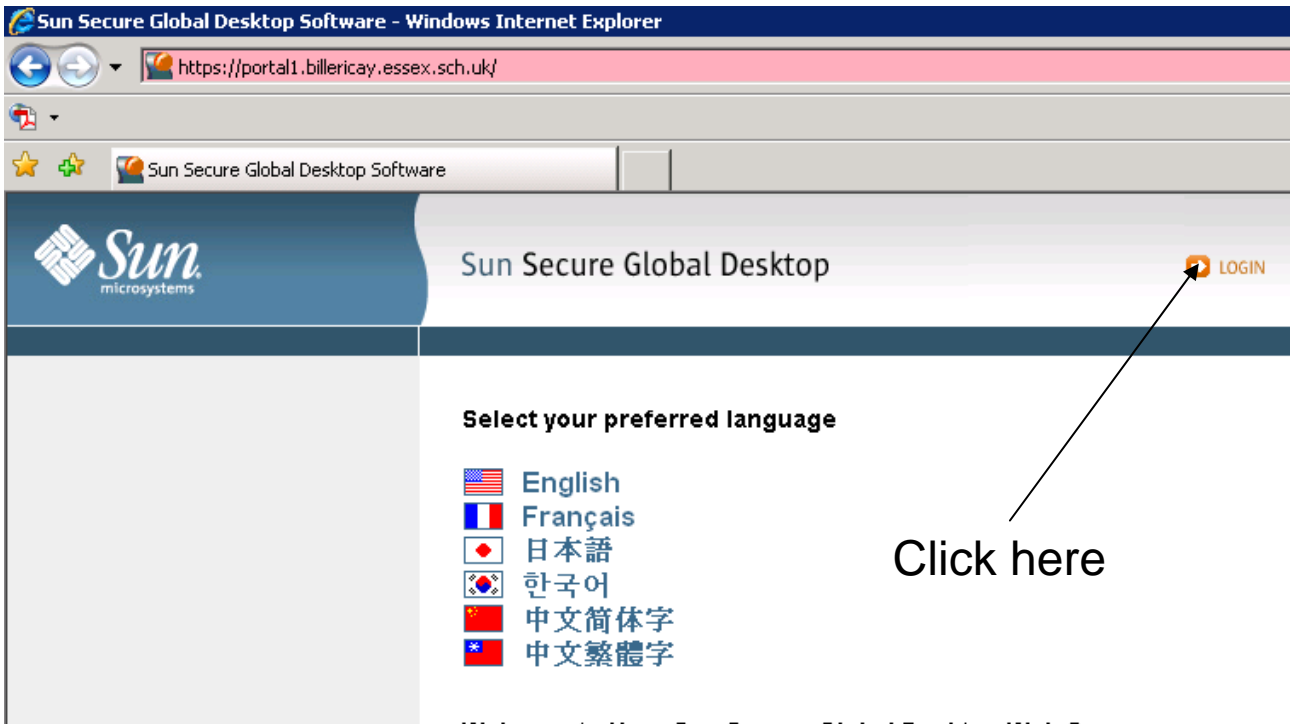 Sun Secure Global Desktop Software - Windows Internet Explorer
https://portal1.billericay.essex.sch.uk/
Sun Secure Global Desktop Software
Sun
microsystems
Sun Secure Global Desktop
LOGIN
Select your preferred language
English
Français
日本語
한국어
Click here
中文简体字
中文繁體字